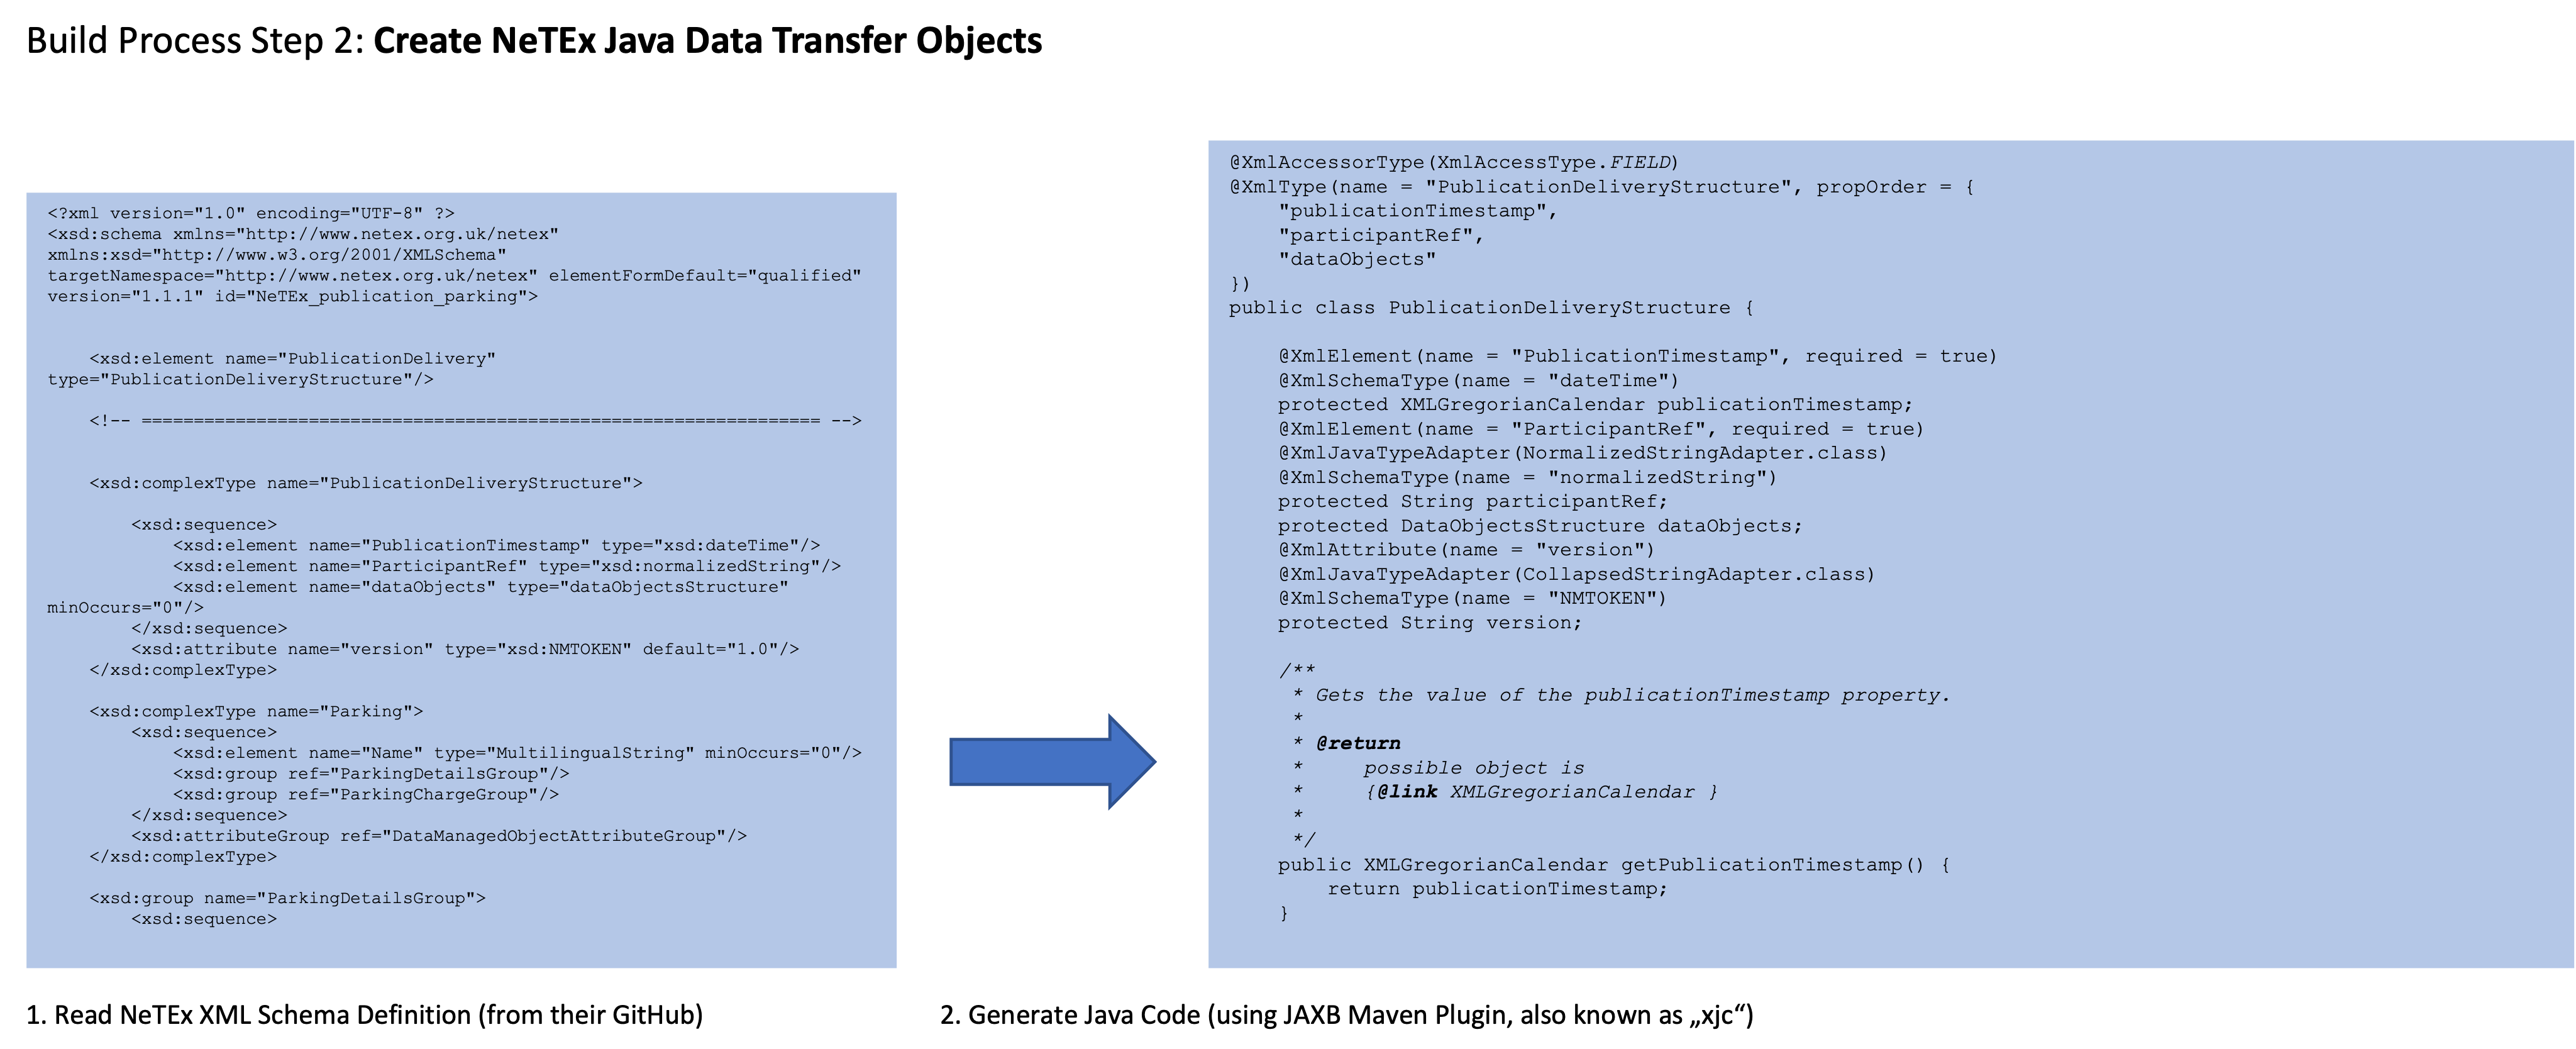 Build Process Step 2: Create NeTEx Java Data Transfer Objects
<?xml version="1.0" encoding="UTF-8" ?>
<xsd:schema xmlns="http://www.netex.org.uk/netex"
xmlns:xsd="http://www.w3.org/2001/XMLSchema"
targetNamespace="http://www.netex.org.uk/netex" elementFormDefault="qualified"
version="1.1.1" id="NeTEx_publication_parking">
<xsd:element name="PublicationDelivery"
type="PublicationDeliveryStructure"/>
<!-- ================================================================= -->
<xsd:complexType name="PublicationDeliveryStructure">
<xsd:sequence>
<xsd:element name="PublicationTimestamp" type="xsd:dateTime"/>
<xsd:element name="ParticipantRef" type="xsd:normalizedString"/>
<xsd:element name="dataObjects" type="dataObjectsStructure"
minOccurs="0"/>
</xsd:sequence>
<xsd:attribute name="version" type="xsd:NMTOKEN" default="1.0"/>
</xsd:complexType>
<xsd:complexType name="Parking">
<xsd:sequence>
<xsd:element name="Name" type="MultilingualString" minOccurs="0"/>
<xsd:group ref="ParkingDetailsGroup"/>
<xsd:group ref="ParkingChargeGroup"/>
</xsd:sequence>
<xsd:attributeGroup ref="DataManagedObjectAttributeGroup"/>
</xsd:complexType>
<xsd:group name="ParkingDetailsGroup">
<xsd:sequence>
@XmlAccessorType(XmlAccessType.FIELD)
@XmlType(name = "PublicationDeliveryStructure", propOrder = {
"publicationTimestamp",
"participantRef",
"dataObjects"
})
public class PublicationDeliveryStructure {
@XmlElement(name = "PublicationTimestamp", required = true)
@XmlSchemaType(name = "dateTime")
protected XMLGregorianCalendar publicationTimestamp;
@XmlElement(name = "ParticipantRef", required = true)
@XmlJavaTypeAdapter(NormalizedStringAdapter.class)
@XmlSchemaType(name = "normalizedString")
protected String participantRef;
protected DataObjectsStructure dataObjects;
@XmlAttribute(name = "version")
@XmlJavaTypeAdapter(CollapsedStringAdapter.class)
@XmlSchemaType(name = "NMTOKEN")
protected String version;
/**
* Gets the value of the publicationTimestamp property.
*
* @return
* possible object is
* {@link XMLGregorianCalendar }
*
*/
public XMLGregorianCalendar getPublicationTimestamp() {
return publicationTimestamp;
}
1. Read NeTEx XML Schema Definition (from their GitHub)
2. Generate Java Code (using JAXB Maven Plugin, also known as „xjc“)